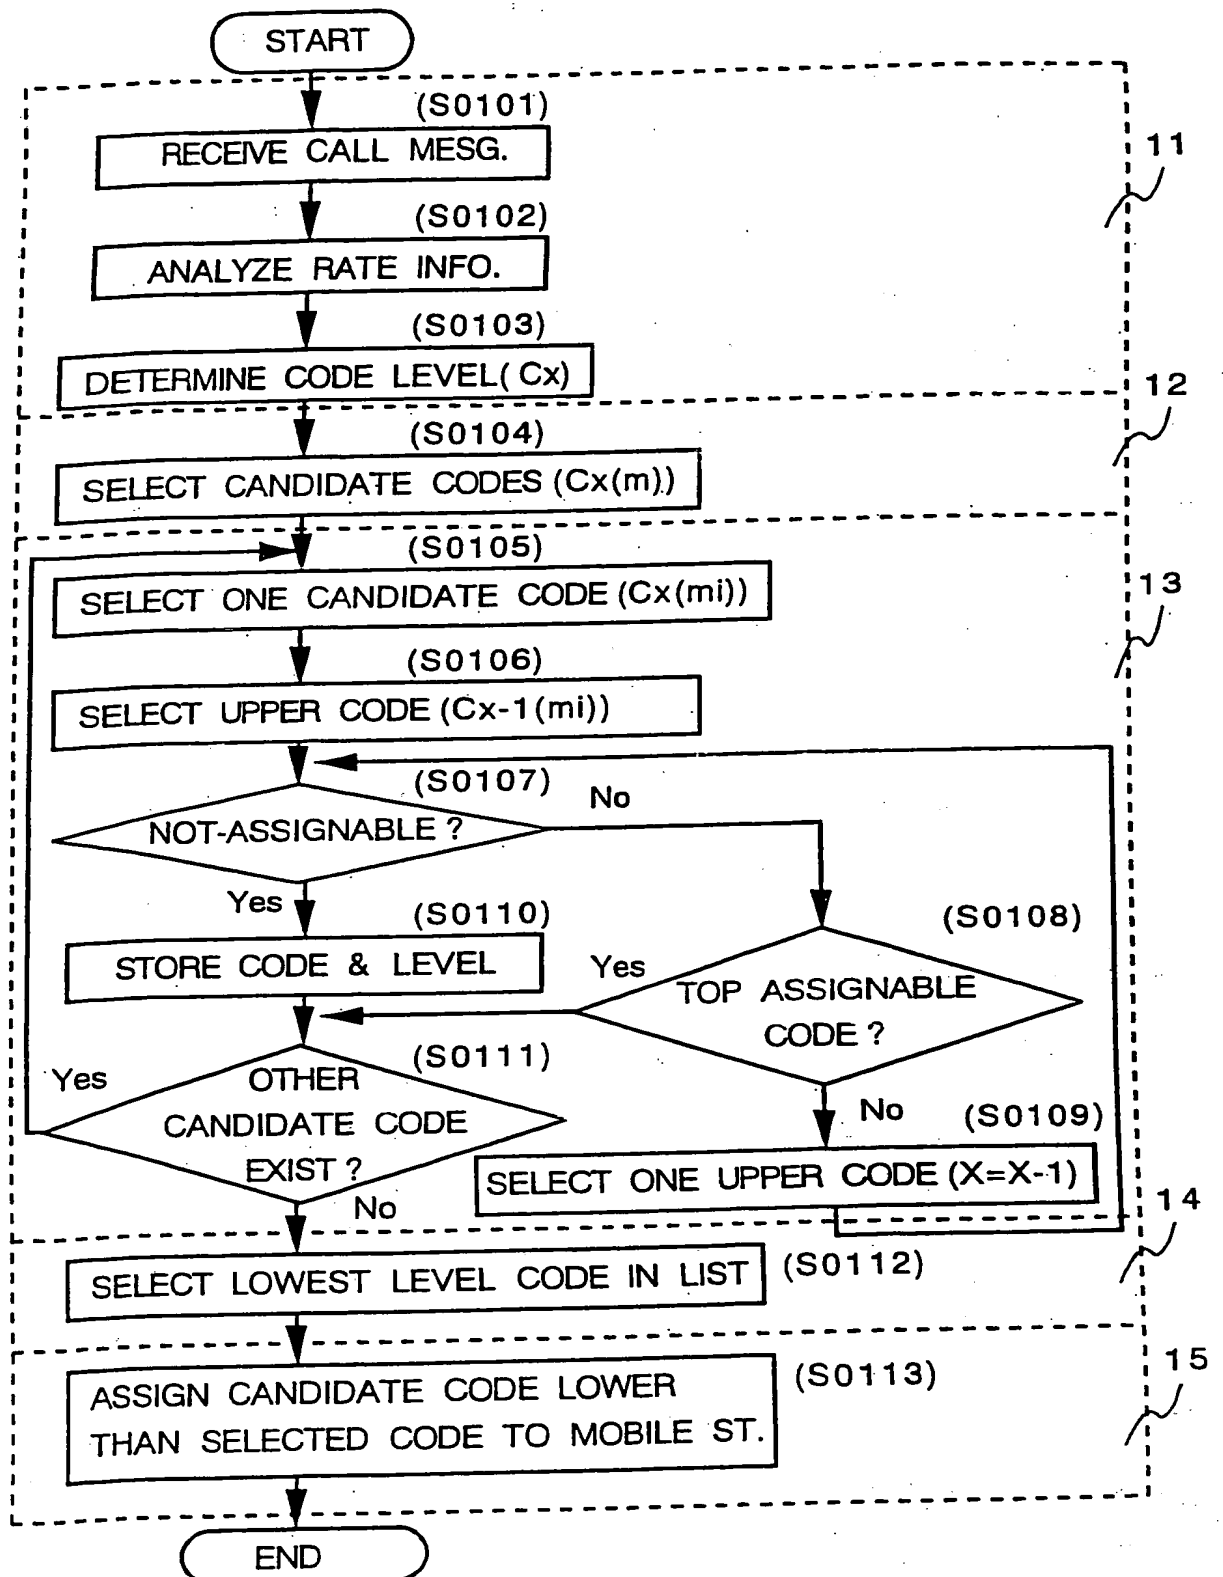 START
(S0101)
RECEIVE CALL MESG.
11
(S0102)
ANALYZE RATE INFO.
(S0103)
DETERMINE CODE LEVEL(Cx)
12
(S0104)
SELECT CANDIDATE CODES (Cx(m))
(S0105)
SELECT ONE CANDIDATE CODE (Cx(mi))
13
(S0106)
SELECT UPPER CODE (Cx-1(mi))
(S0107)
No
NOT-ASSIGNABLE ?
Yes
(S0110)
(S0108)
STORE CODE & LEVEL
Yes
TOP ASSIGNABLE
CODE ?
(S0111)
Yes
OTHER
CANDIDATE CODE
EXIST ?
No
No
(S0109)
SELECT ONE UPPER CODE (X=X-1)
14
SELECT LOWEST LEVEL CODE IN LIST
(S0112)
15
ASSIGN CANDIDATE CODE LOWER
THAN SELECTED CODE TO MOBILE ST.
(S0113)
END